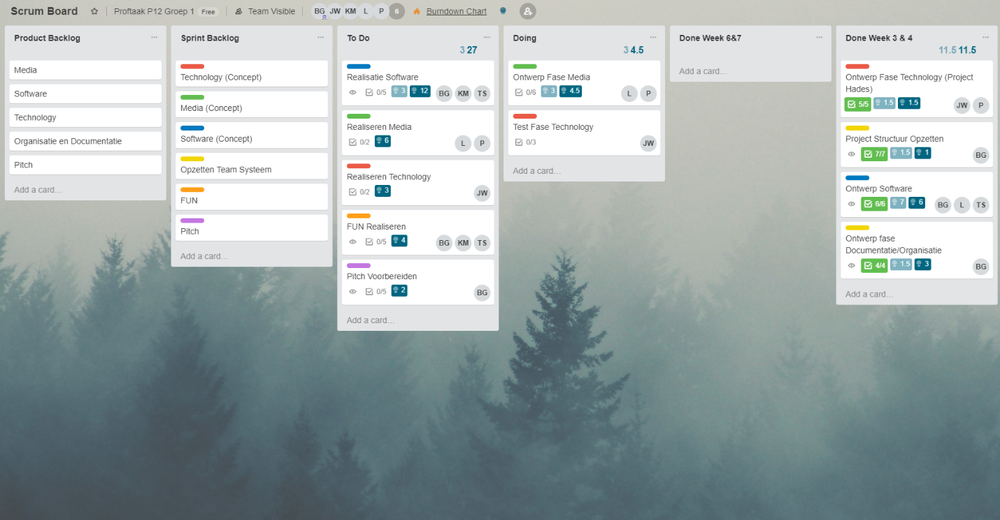 Scrum Board
Proftaak P12 Groep 1 Free
Team Visible
BG JW KM L P 6
Burndown Chart
Product Backlog
Media
Software
Technology
Organisatie en Documentatie
Pitch
Add a card…
Sprint Backlog
Technology (Concept)
Media (Concept)
Software (Concept)
Opzetten Team Systeem
FUN
Pitch
Add a card…
To Do
3 27
Realisatie Software
0/5 3 12 BG KM TS
Realiseren Media
0/2 6 L P
Realiseren Technology
0/2 3 JW
FUN Realiseren
0/5 4 BG KM TS
Pitch Voorbereiden
0/5 2 BG
Add a card…
Doing
3 4.5
Ontwerp Fase Media
0/6 3 4.5 L P
Test Fase Technology
0/3 JW
Add a card…
Done Week 6&7
Add a card…
Done Week 3 & 4
11.5 11.5
Ontwerp Fase Technology (Project
Hades)
5/5 1.5 1.5 JW P
Project Structuur Opzetten
7/7 1.5 1 BG
Ontwerp Software
6/6 7 6 BG L TS
Ontwerp fase
Documentatie/Organisatie
4/4 1.5 3 BG
Add a card…